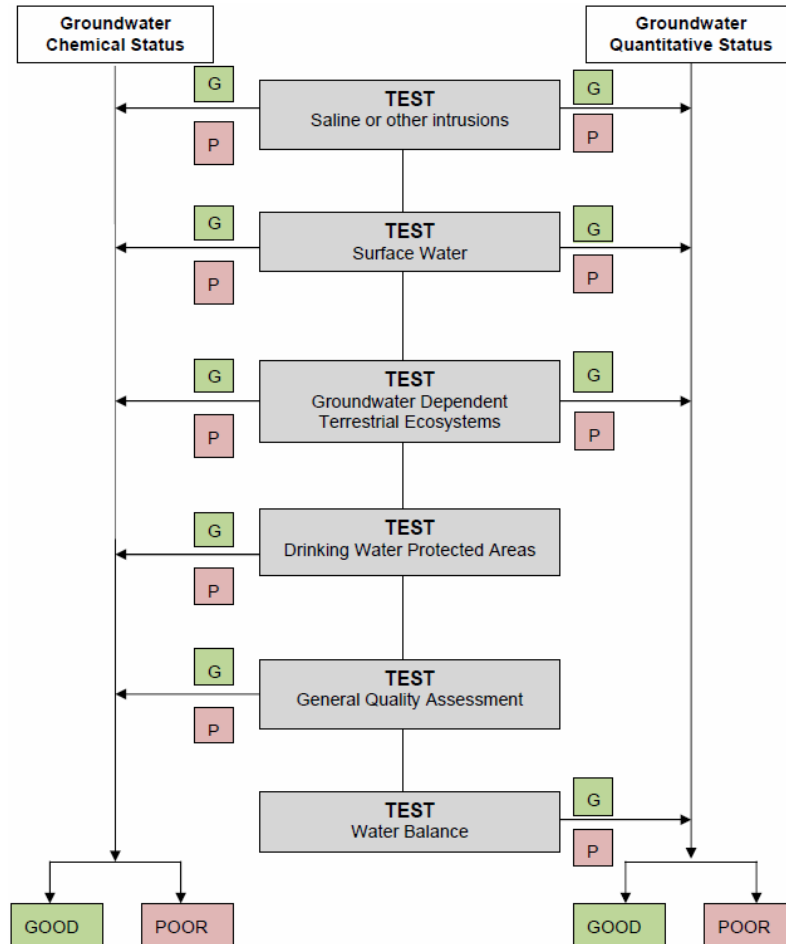 Groundwater
Chemical Status
Groundwater
Quantitative Status
G
P
TEST
Saline or other intrusions
G
P
G
P
TEST
Surface Water
G
P
G
P
TEST
Groundwater Dependent
Terrestrial Ecosystems
G
P
G
P
TEST
Drinking Water Protected Areas
G
P
TEST
General Quality Assessment
TEST
Water Balance
G
P
GOOD
POOR
GOOD
POOR